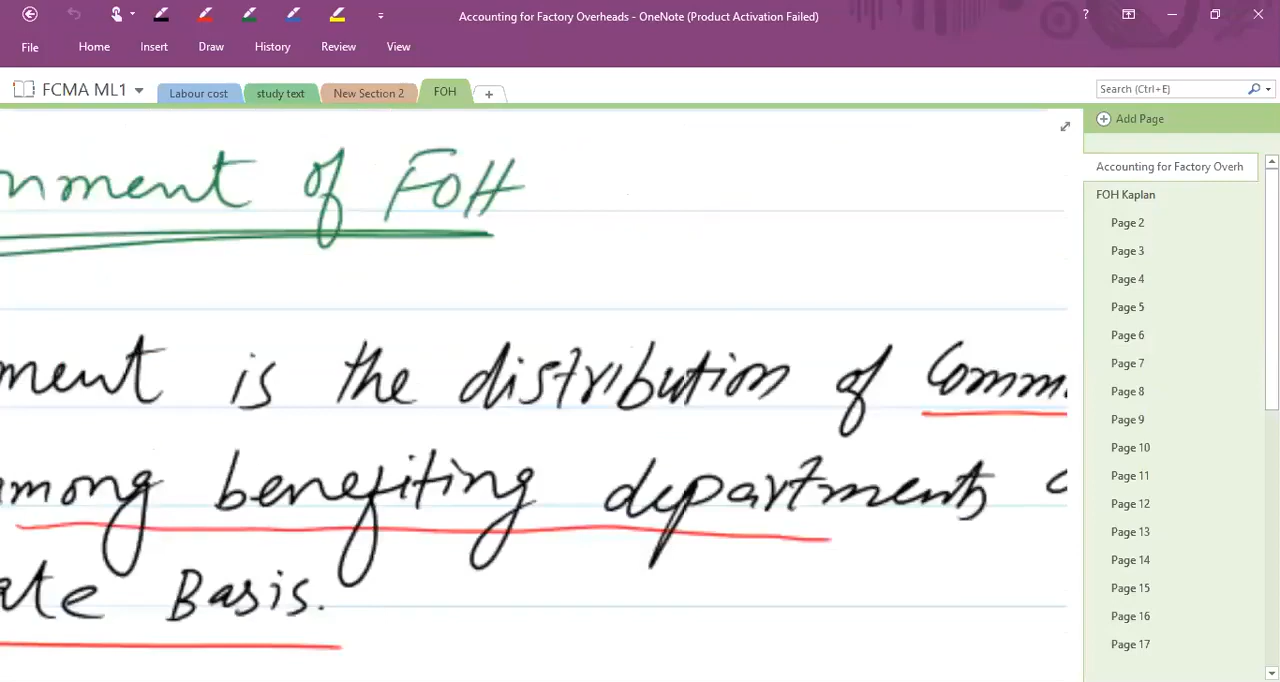 Accounting for Factory Overheads - OneNote (Product Activation Failed)
?
File Home Insert Draw History Review View
FCMA ML1 Labour cost study text New Section 2 FOH +
Search (Ctrl+E)
Add Page
Accounting for Factory Overh
FOH Kaplan
Page 2
Page 3
Page 4
Page 5
Page 6
Page 7
Page 8
Page 9
Page 10
Page 11
Page 12
Page 13
Page 14
Page 15
Page 16
Page 17
nment of FOH
ment is the distribution of Comm
mong benefiting departments
ate Basis.